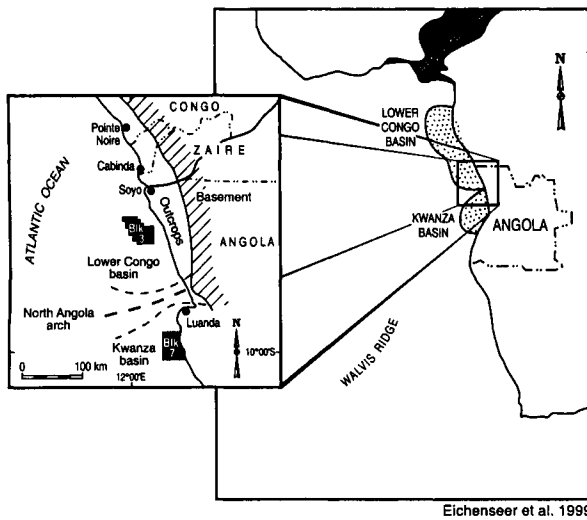 CONGO
Pointe
Noire
ZAIRE
Cabinda
Soyo
Basement
Outcrops
ATLANTIC OCEAN
Blk
3
ANGOLA
Lower Congo
basin
North Angola
arch
Luanda
N
Kwanza
basin
Blk
7
10°00S
0 100 km
12°00E
N
LOWER
CONGO
BASIN
KWANZA
BASIN
ANGOLA
WALVIS RIDGE
Eichenseer et al, 1999